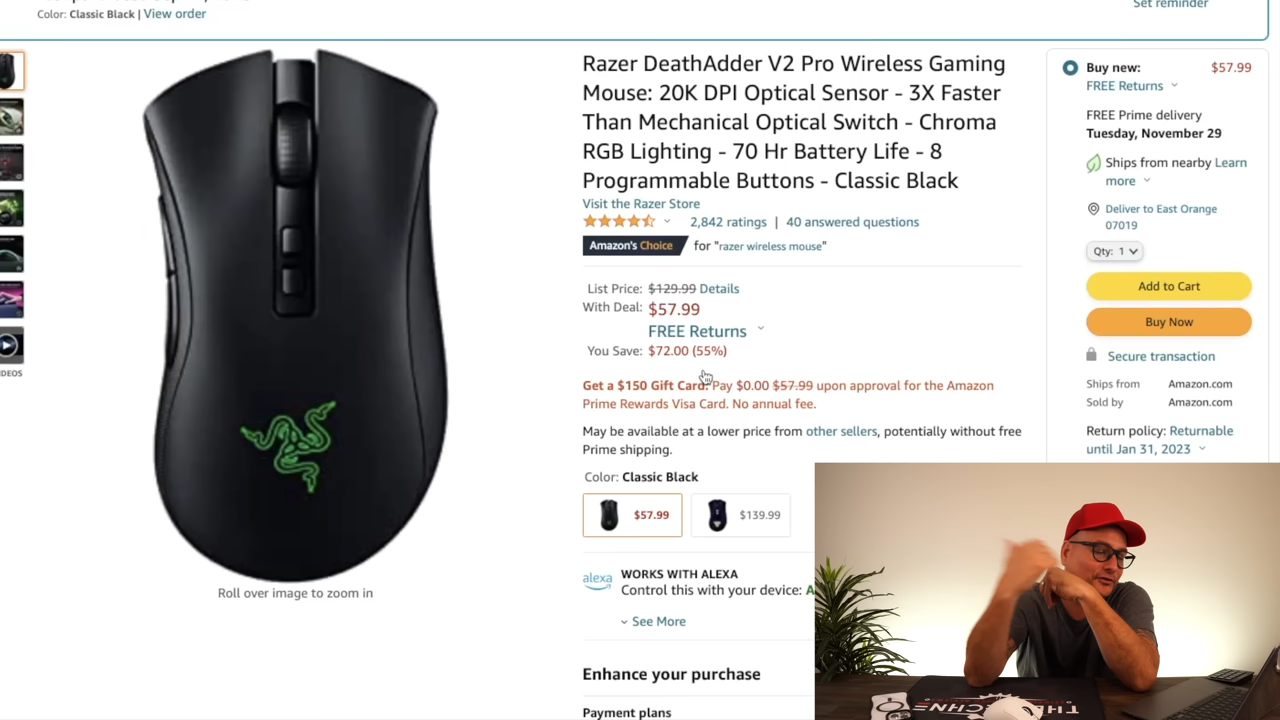 Set reminder
Color: Classic Black | View order
Razer DeathAdder V2 Pro Wireless Gaming
Mouse: 20K DPI Optical Sensor - 3X Faster
Than Mechanical Optical Switch - Chroma
RGB Lighting - 70 Hr Battery Life - 8
Programmable Buttons - Classic Black
Visit the Razer Store
2,842 ratings | 40 answered questions
Amazon's Choice for "razer wireless mouse"
List Price: $129.99 Details
With Deal: $57.99
FREE Returns
You Save: $72.00 (55%)
Get a $150 Gift Card: Pay $0.00 $57.99 upon approval for the Amazon
Prime Rewards Visa Card. No annual fee.
May be available at a lower price from other sellers, potentially without free
Prime shipping.
Color: Classic Black
$57.99
$139.99
alexa
WORKS WITH ALEXA
Control this with your device:
See More
Enhance your purchase
Payment plans
Roll over image to zoom in
Buy new: $57.99
FREE Returns
FREE Prime delivery
Tuesday, November 29
Ships from nearby Learn
more
Deliver to East Orange
07019
Qty: 1
Add to Cart
Buy Now
Secure transaction
Ships from Amazon.com
Sold by Amazon.com
Return policy: Returnable
until Jan 31, 2023